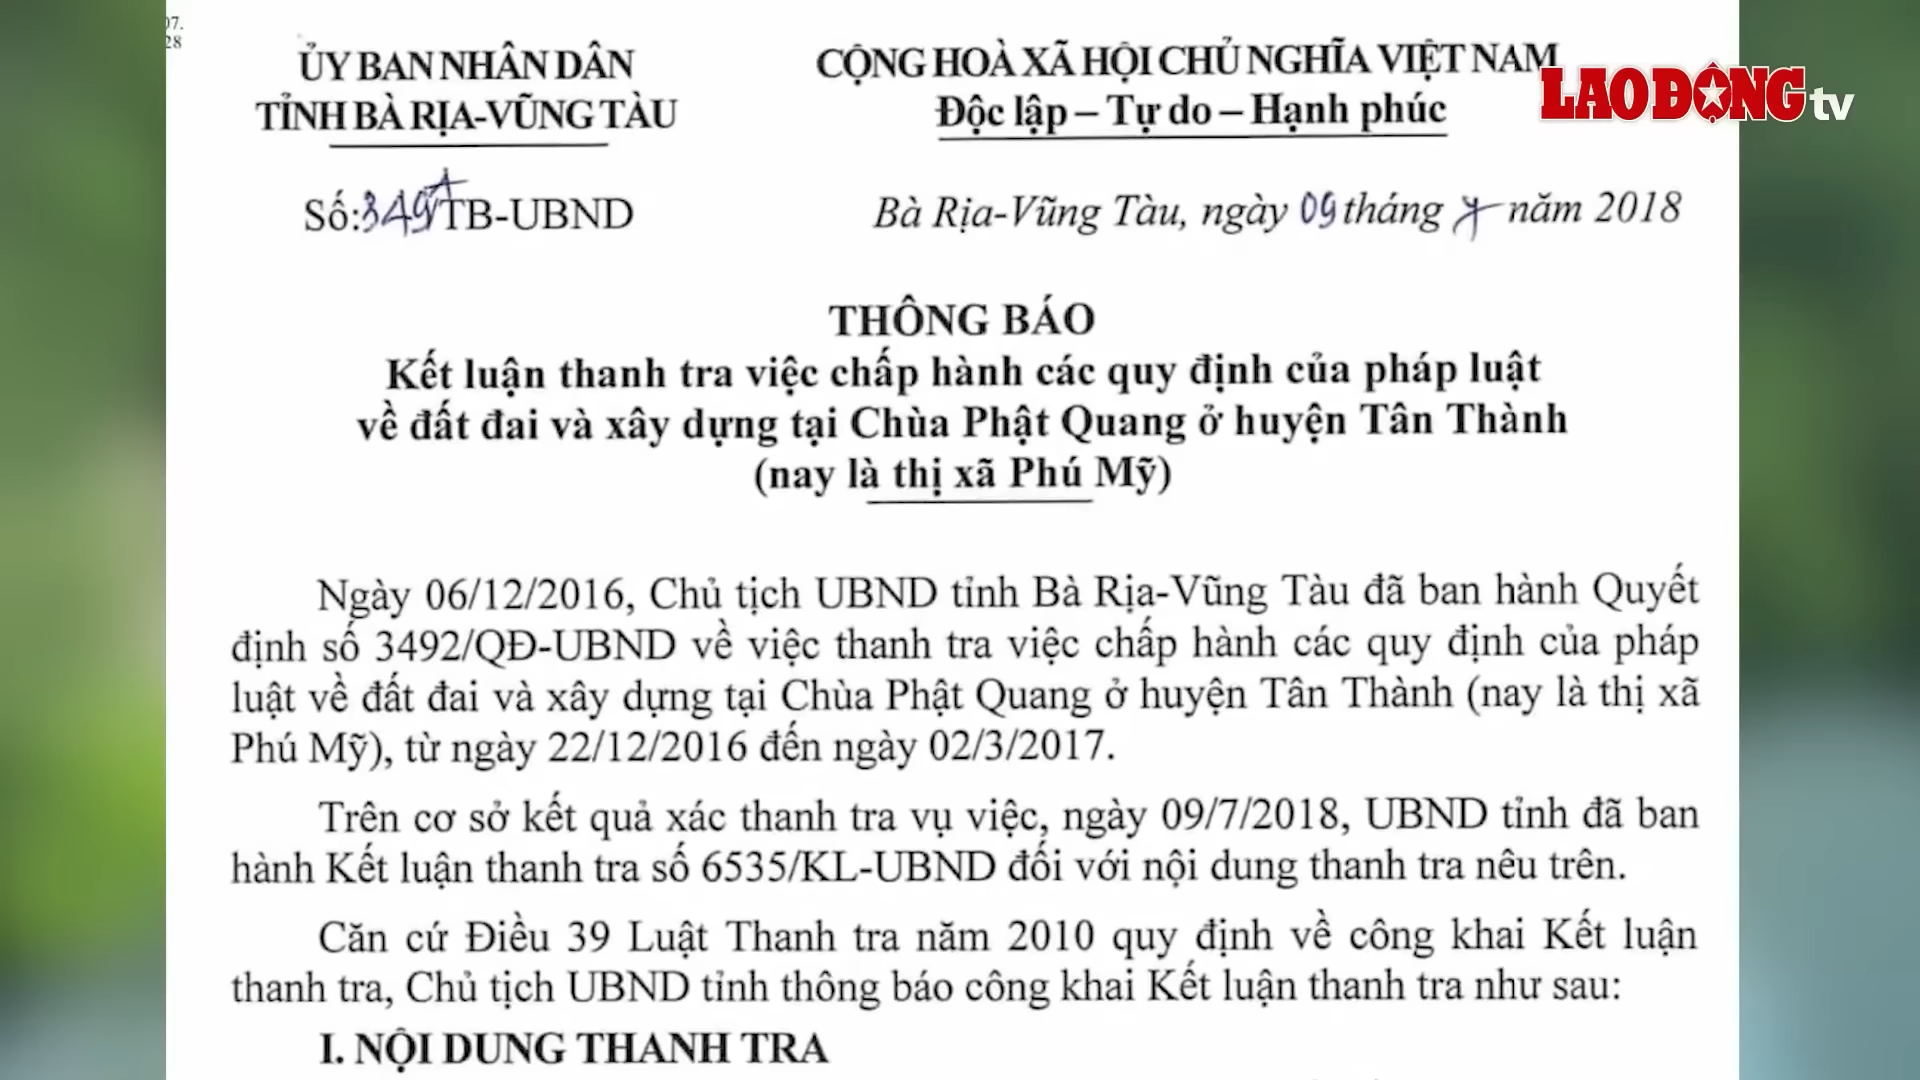 07.
28
ỦY BAN NHÂN DÂN
TỈNH BÀ RỊA-VŨNG TÀU
CỘNG HOÀ XÃ HỘI CHỦ NGHĨA VIỆT NAM
Độc lập – Tự do – Hạnh phúc
LAO ĐỘNG tv
Số: /TB-UBND
Bà Rịa-Vũng Tàu, ngày 09 tháng 7 năm 2018
THÔNG BÁO
Kết luận thanh tra việc chấp hành các quy định của pháp luật
về đất đai và xây dựng tại Chùa Phật Quang ở huyện Tân Thành
(nay là thị xã Phú Mỹ)
Ngày 06/12/2016, Chủ tịch UBND tỉnh Bà Rịa-Vũng Tàu đã ban hành Quyết
định số 3492/QĐ-UBND về việc thanh tra việc chấp hành các quy định của pháp
luật về đất đai và xây dựng tại Chùa Phật Quang ở huyện Tân Thành (nay là thị xã
Phú Mỹ), từ ngày 22/12/2016 đến ngày 02/3/2017.
Trên cơ sở kết quả xác thanh tra vụ việc, ngày 09/7/2018, UBND tỉnh đã ban
hành Kết luận thanh tra số 6535/KL-UBND đối với nội dung thanh tra nêu trên.
Căn cứ Điều 39 Luật Thanh tra năm 2010 quy định về công khai Kết luận
thanh tra, Chủ tịch UBND tỉnh thông báo công khai Kết luận thanh tra như sau:
I. NỘI DUNG THANH TRA